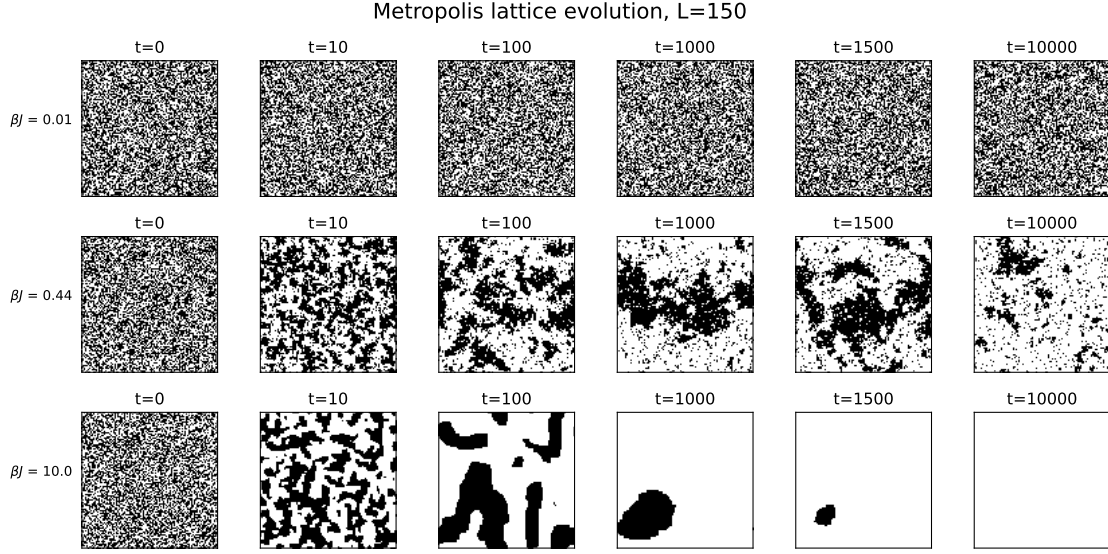 Metropolis lattice evolution, L=150
t=0 t=10 t=100 t=1000 t=1500 t=10000
βJ = 0.01
t=0 t=10 t=100 t=1000 t=1500 t=10000
βJ = 0.44
t=0 t=10 t=100 t=1000 t=1500 t=10000
βJ = 10.0